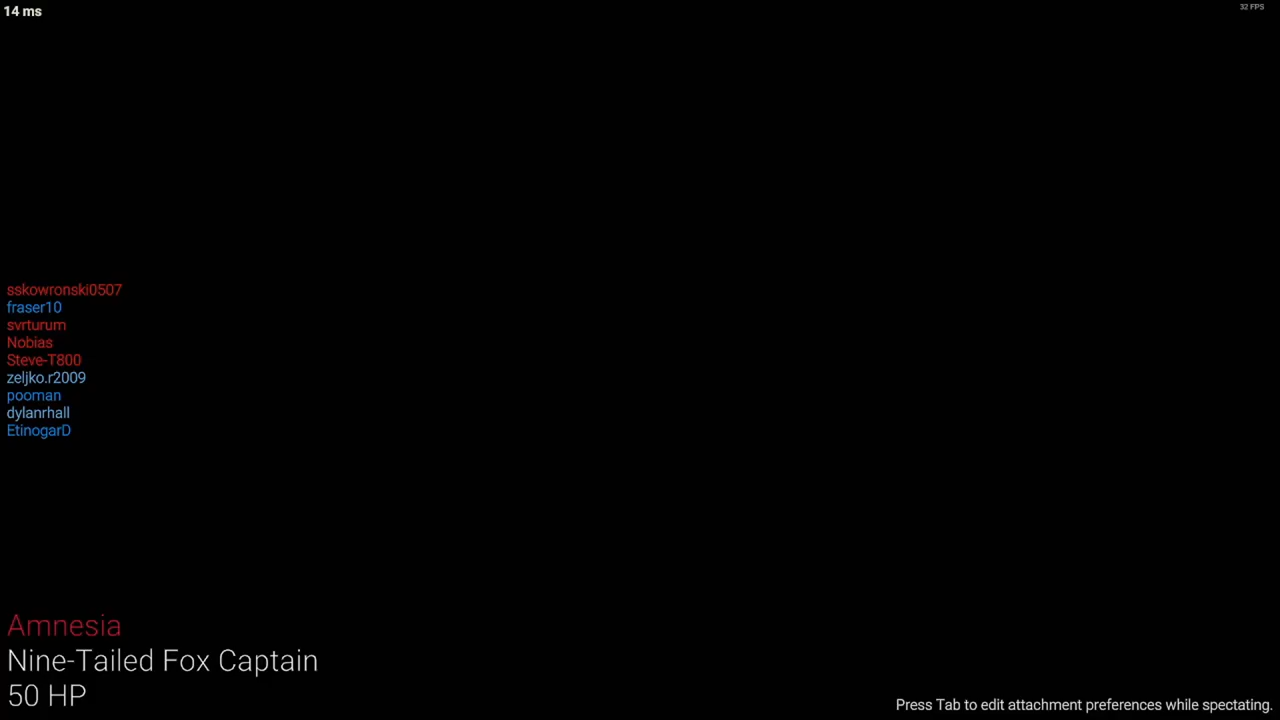 14 ms
32 FPS
sskowronski0507
fraser10
svrturum
Nobias
Steve-T800
zeljko.r2009
pooman
dylanrhall
EtinogarD
Amnesia
Nine-Tailed Fox Captain
50 HP
Press Tab to edit attachment preferences while spectating.